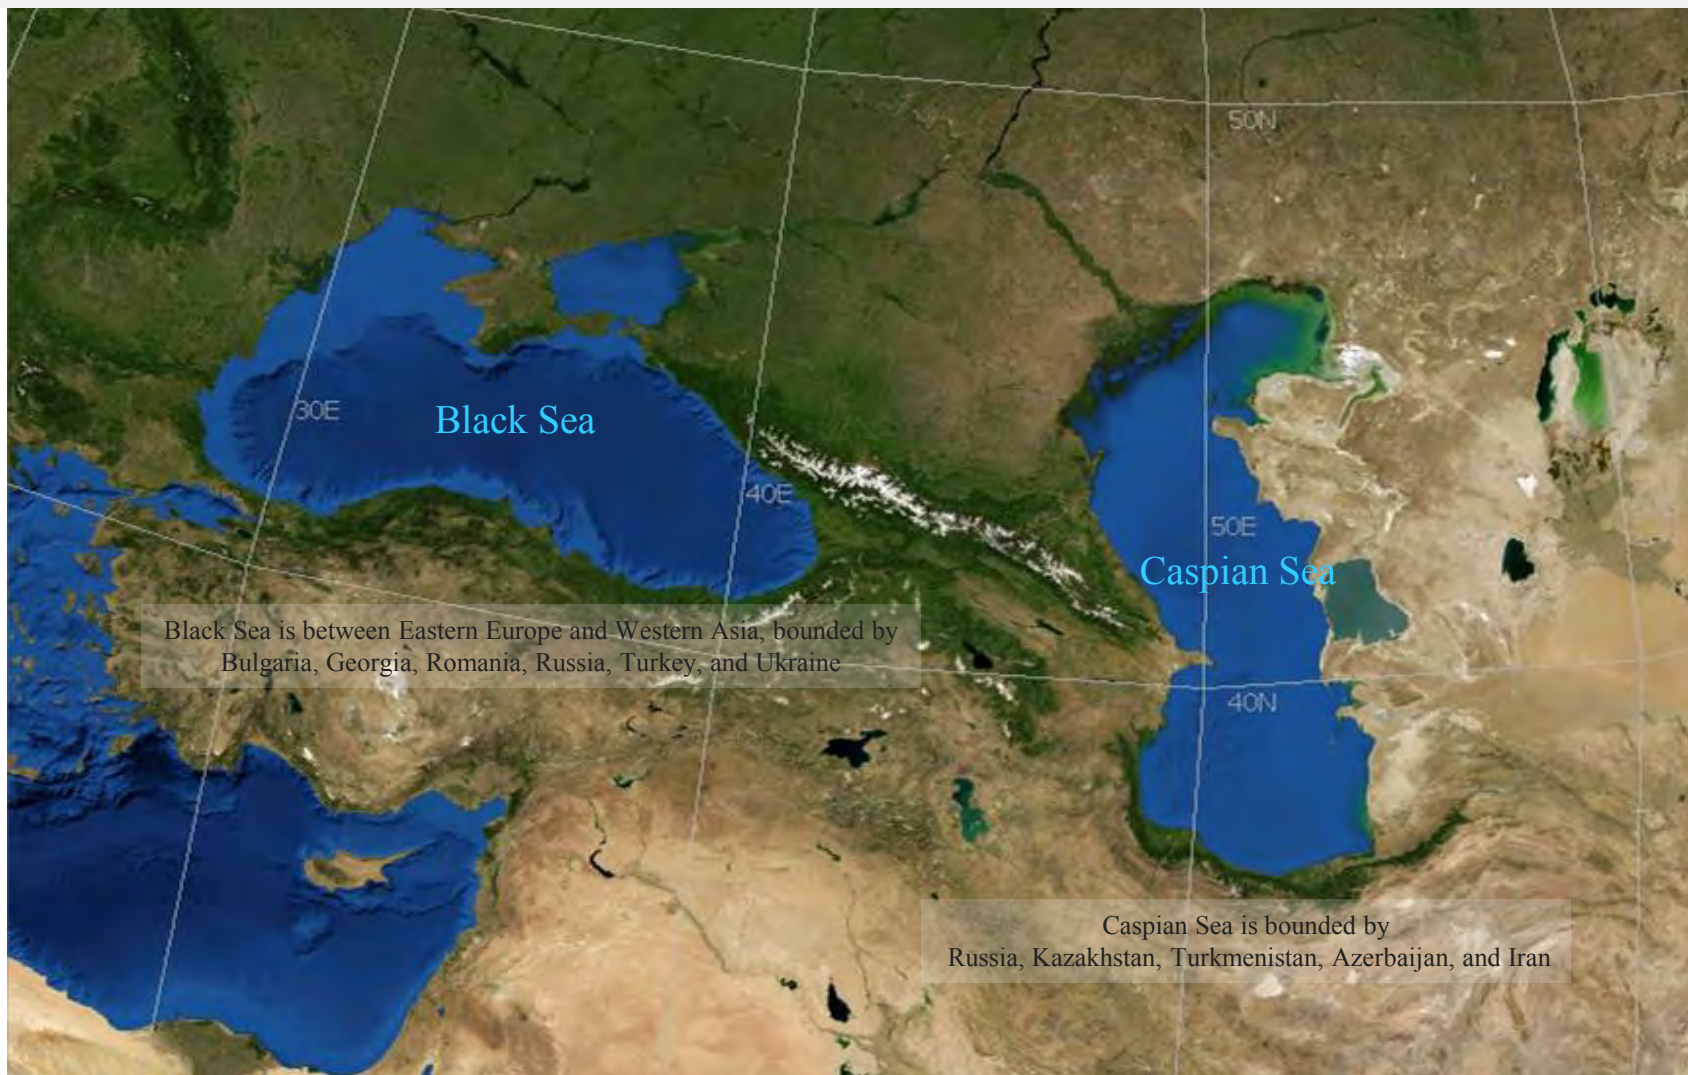 50N
30E
Black Sea
40E
50E
Caspian Sea
Black Sea is between Eastern Europe and Western Asia, bounded by
Bulgaria, Georgia, Romania, Russia, Turkey, and Ukraine
40N
Caspian Sea is bounded by
Russia, Kazakhstan, Turkmenistan, Azerbaijan, and Iran